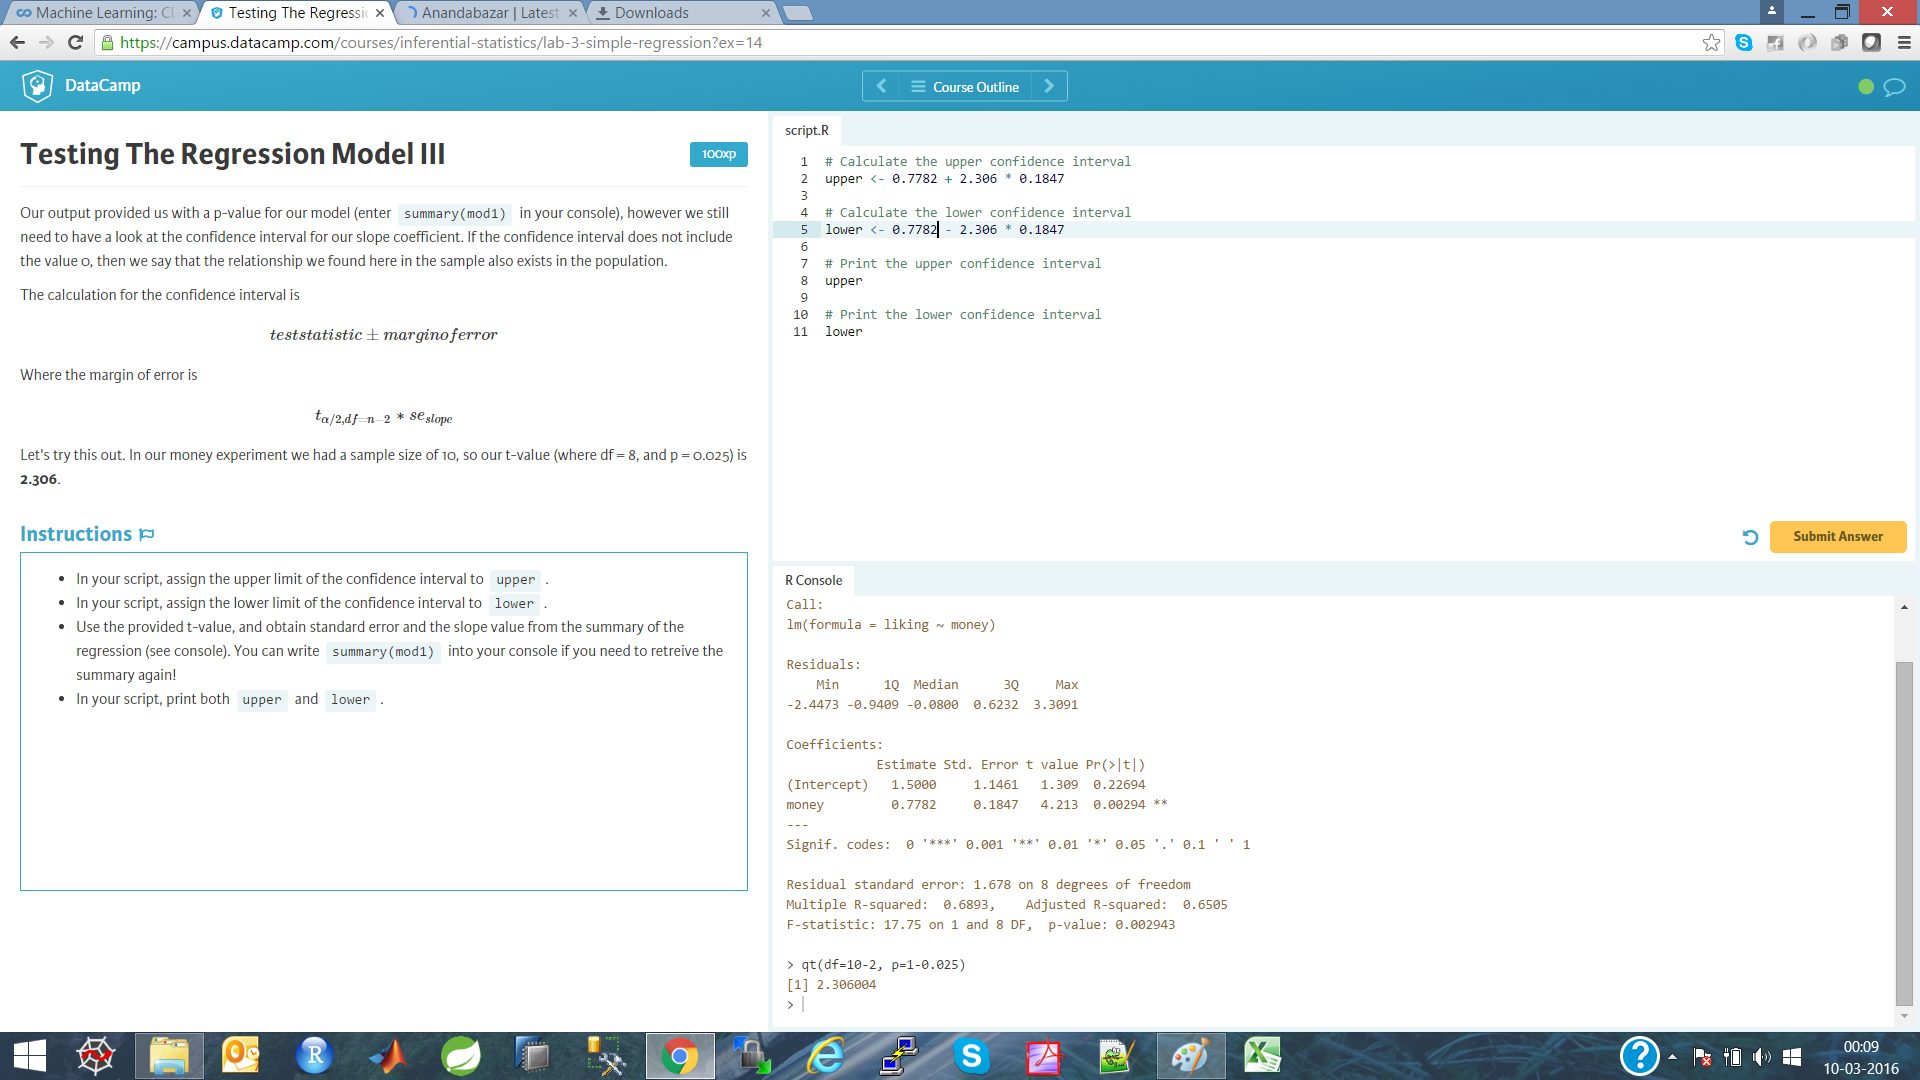 Machine Learning: Cl
Testing The Regressi
Anandabazar | Latest
Downloads
https://campus.datacamp.com/courses/inferential-statistics/lab-3-simple-regression?ex=14
DataCamp
Course Outline
Testing The Regression Model III
100xp
Our output provided us with a p-value for our model (enter summary(mod1) in your console), however we still
need to have a look at the confidence interval for our slope coefficient. If the confidence interval does not include
the value 0, then we say that the relationship we found here in the sample also exists in the population.
The calculation for the confidence interval is
teststatistic ± marginoferror
Where the margin of error is
t_{α/2,df=n−2} * se_{slope}
Let's try this out. In our money experiment we had a sample size of 10, so our t-value (where df = 8, and p = 0.025) is
2.306.
Instructions
• In your script, assign the upper limit of the confidence interval to upper .
• In your script, assign the lower limit of the confidence interval to lower .
• Use the provided t-value, and obtain standard error and the slope value from the summary of the
regression (see console). You can write summary(mod1) into your console if you need to retreive the
summary again!
• In your script, print both upper and lower .
script.R
1 # Calculate the upper confidence interval
2 upper <- 0.7782 + 2.306 * 0.1847
3
4 # Calculate the lower confidence interval
5 lower <- 0.7782 - 2.306 * 0.1847
6
7 # Print the upper confidence interval
8 upper
9
10 # Print the lower confidence interval
11 lower
Submit Answer
R Console
Call:
lm(formula = liking ~ money)
Residuals:
Min 1Q Median 3Q Max
-2.4473 -0.9409 -0.0800 0.6232 3.3091
Coefficients:
Estimate Std. Error t value Pr(>|t|)
(Intercept) 1.5000 1.1461 1.309 0.22694
money 0.7782 0.1847 4.213 0.00294 **
---
Signif. codes: 0 '***' 0.001 '**' 0.01 '*' 0.05 '.' 0.1 ' ' 1
Residual standard error: 1.678 on 8 degrees of freedom
Multiple R-squared: 0.6893, Adjusted R-squared: 0.6505
F-statistic: 17.75 on 1 and 8 DF, p-value: 0.002943
> qt(df=10-2, p=1-0.025)
[1] 2.306004
>
00:09
10-03-2016